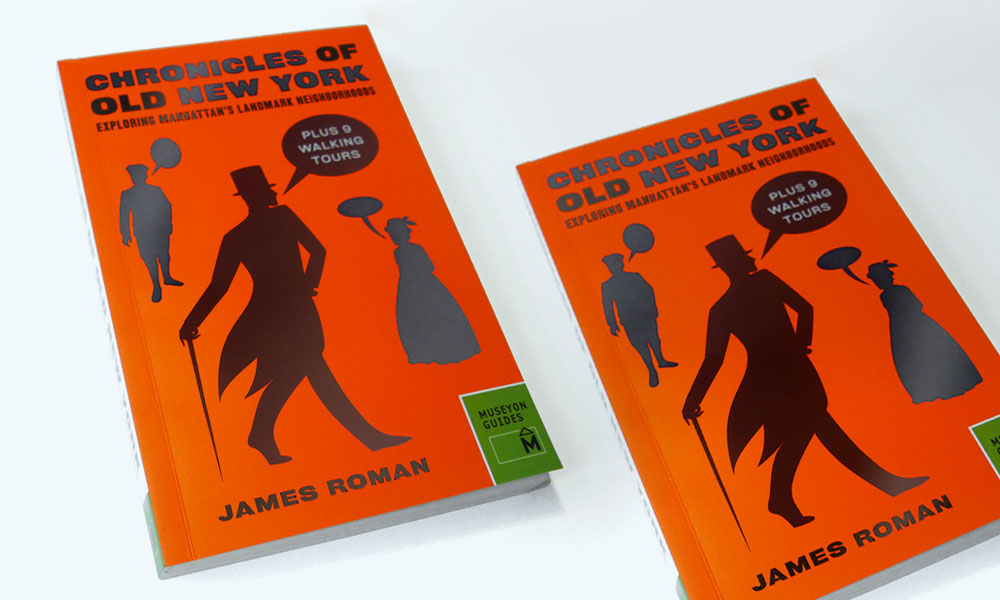 CHRONICLES OF
OLD NEW YORK
EXPLORING MANHATTAN'S LANDMARK NEIGHBORHOODS
PLUS 9
WALKING
TOURS
MUSEYON
GUIDES
M
JAMES ROMAN
CHRONICLES OF
OLD NEW YORK
EXPLORING MANHATTAN'S LANDMARK NEIGHBORHOODS
PLUS 9
WALKING
TOURS
MUSEYON
JAMES ROMAN